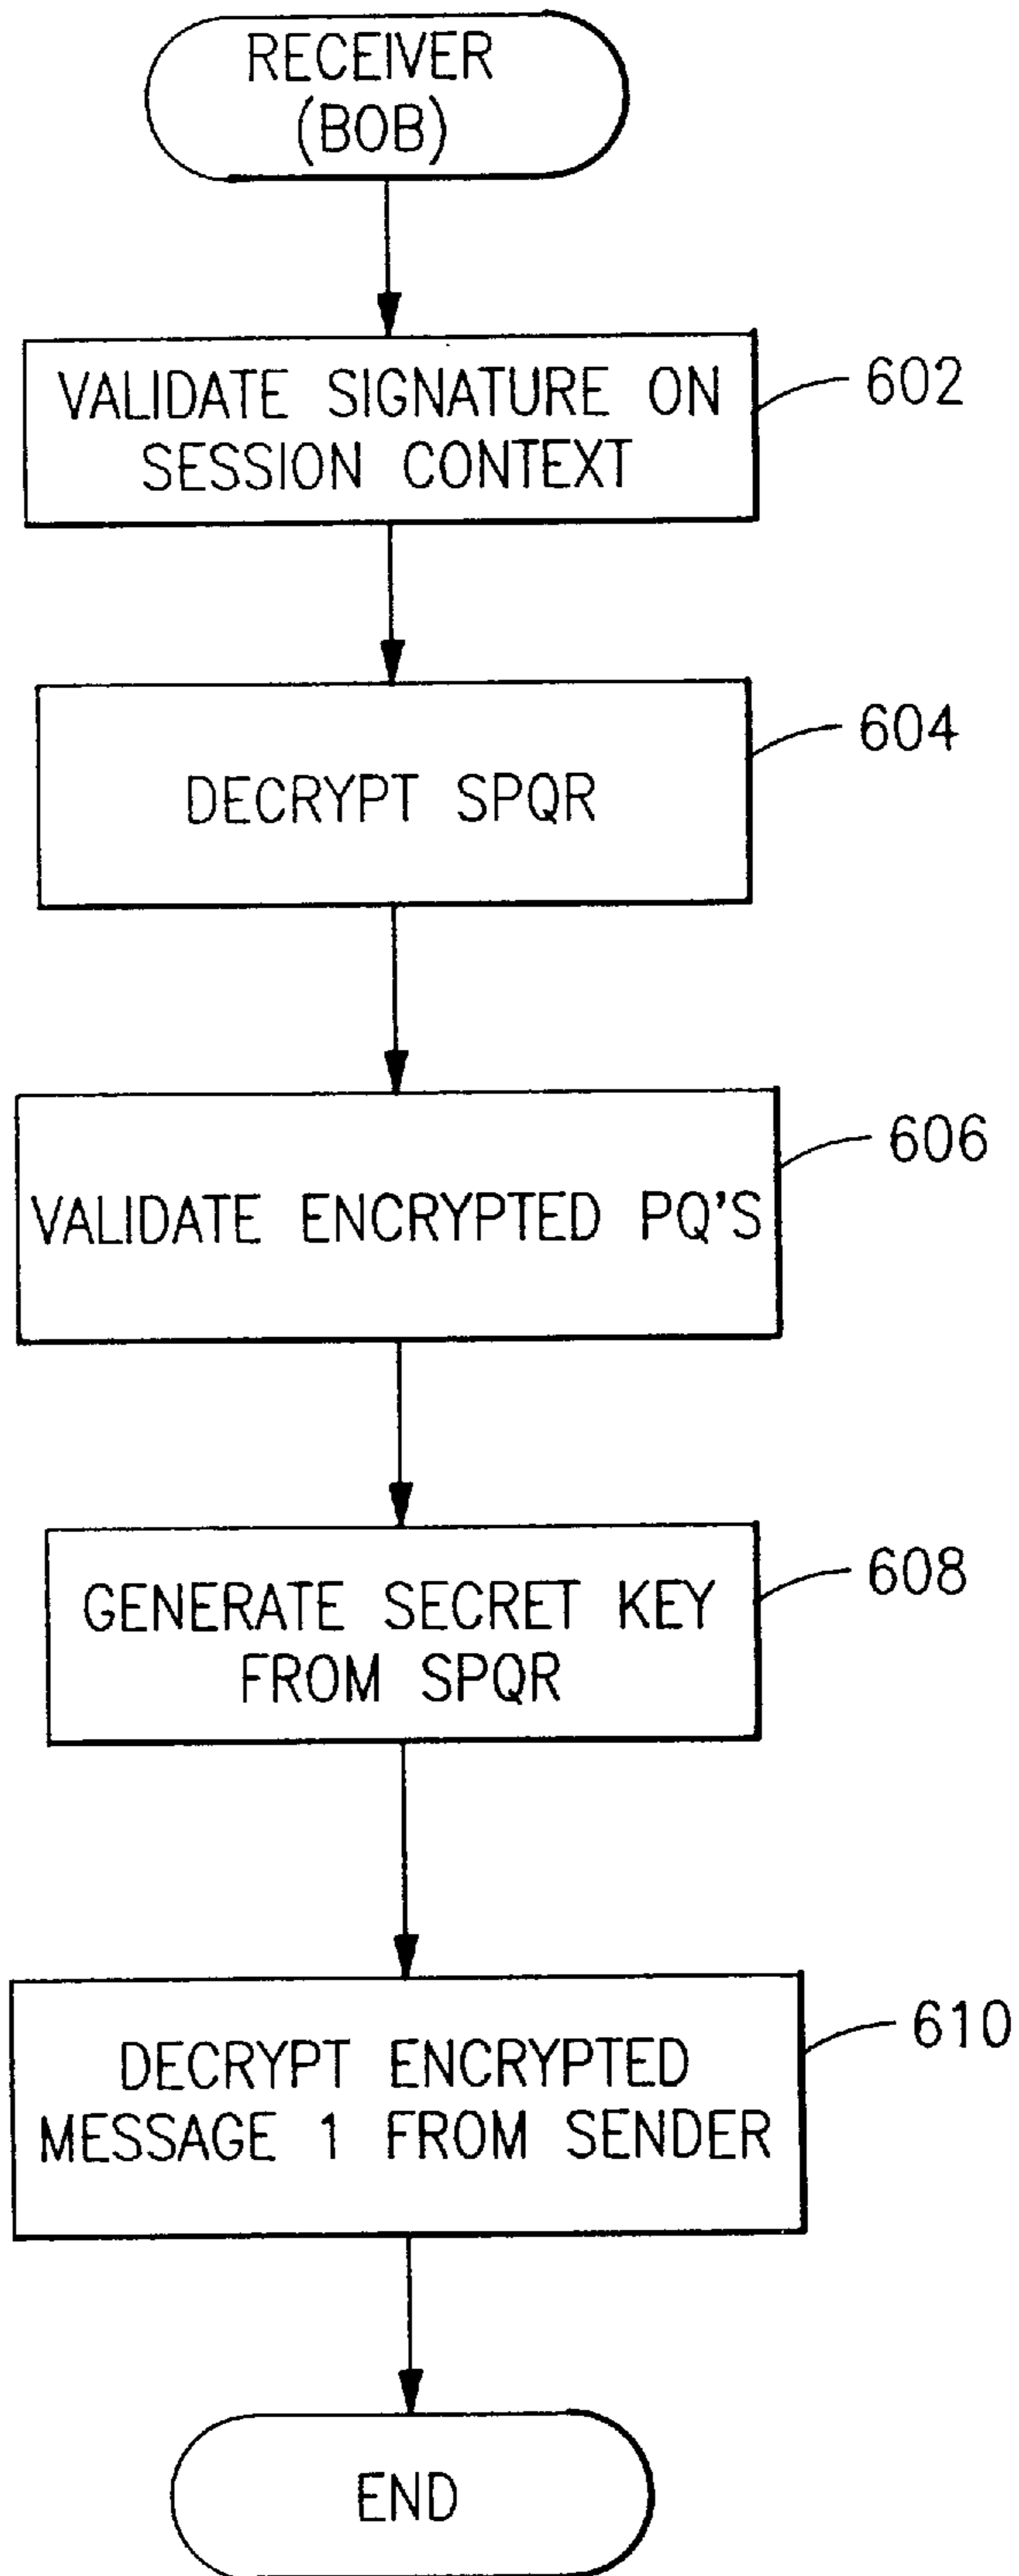 RECEIVER
(BOB)
VALIDATE SIGNATURE ON
SESSION CONTEXT
602
DECRYPT SPQR
604
VALIDATE ENCRYPTED PQ'S
606
GENERATE SECRET KEY
FROM SPQR
608
DECRYPT ENCRYPTED
MESSAGE 1 FROM SENDER
610
END